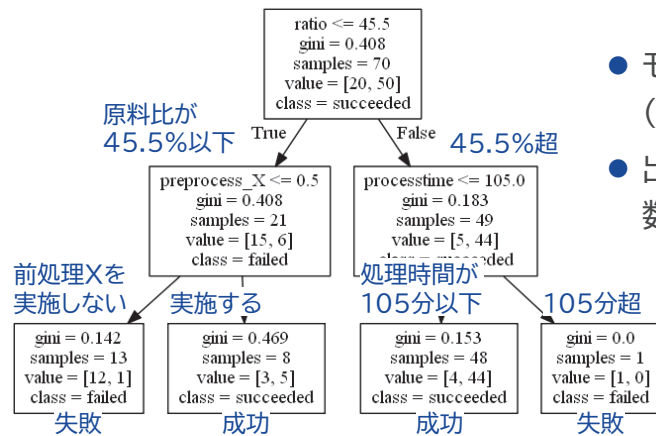 ratio <= 45.5
gini = 0.408
samples = 70
value = [20, 50]
class = succeeded
原料比が
45.5%以下
True
False
45.5%超
preprocess_X <= 0.5
gini = 0.408
samples = 21
value = [15, 6]
class = failed
processtime <= 105.0
gini = 0.183
samples = 49
value = [5, 44]
class = succeeded
前処理Xを
実施しない
実施する
処理時間が
105分以下
105分超
gini = 0.142
samples = 13
value = [12, 1]
class = failed
失敗
gini = 0.469
samples = 8
value = [3, 5]
class = succeeded
成功
gini = 0.153
samples = 48
value = [4, 44]
class = succeeded
成功
gini = 0.0
samples = 1
value = [1, 0]
class = failed
失敗
● モ
(
● 出
数